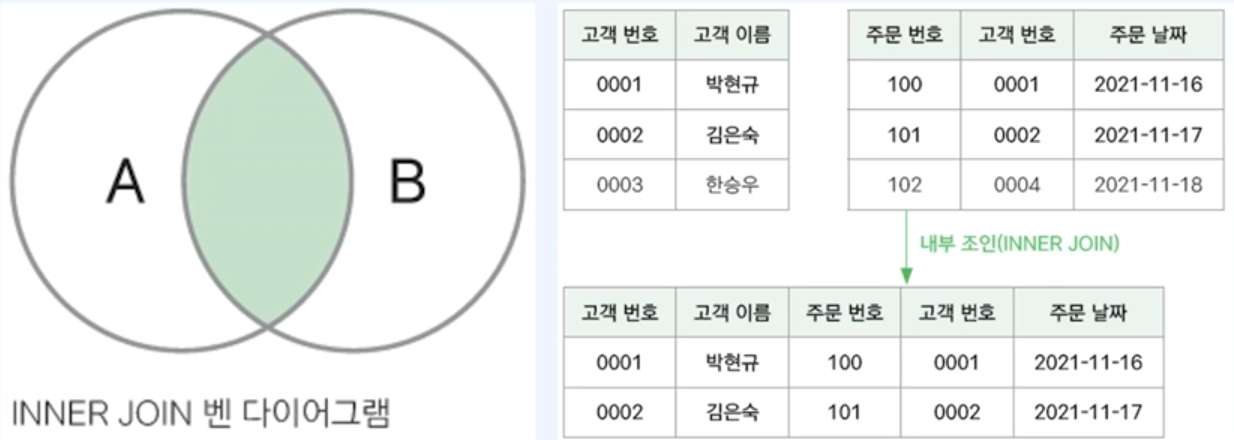 A
B
INNER JOIN 벤 다이어그램
고객 번호 고객 이름
0001 박현규
0002 김은숙
0003 한승우
주문 번호 고객 번호 주문 날짜
100 0001 2021-11-16
101 0002 2021-11-17
102 0004 2021-11-18
내부 조인(INNER JOIN)
고객 번호 고객 이름 주문 번호 고객 번호 주문 날짜
0001 박현규 100 0001 2021-11-16
0002 김은숙 101 0002 2021-11-17